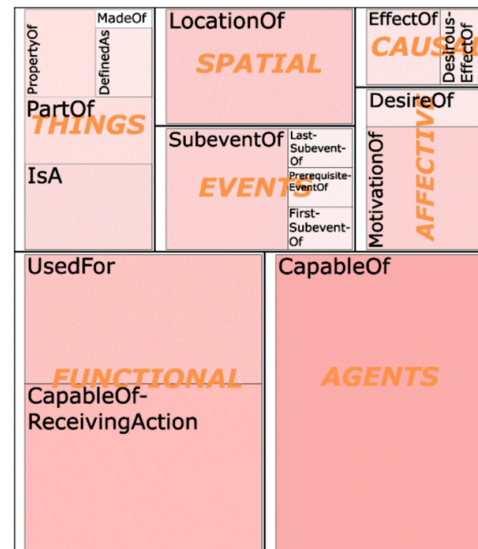 PropertyOf
MadeOf
DefinedAs
PartOf
THINGS
IsA
LocationOf
SPATIAL
SubeventOf
EVENTS
Last-
Subevent-
Of
Prerequisite-
EventOf
First-
Subevent-
Of
EffectOf
CAUSAL
Desirous-
EffectOf
DesireOf
MotivationOf
AFFECTIVE
UsedFor
FUNCTIONAL
CapableOf-
ReceivingAction
CapableOf
AGENTS